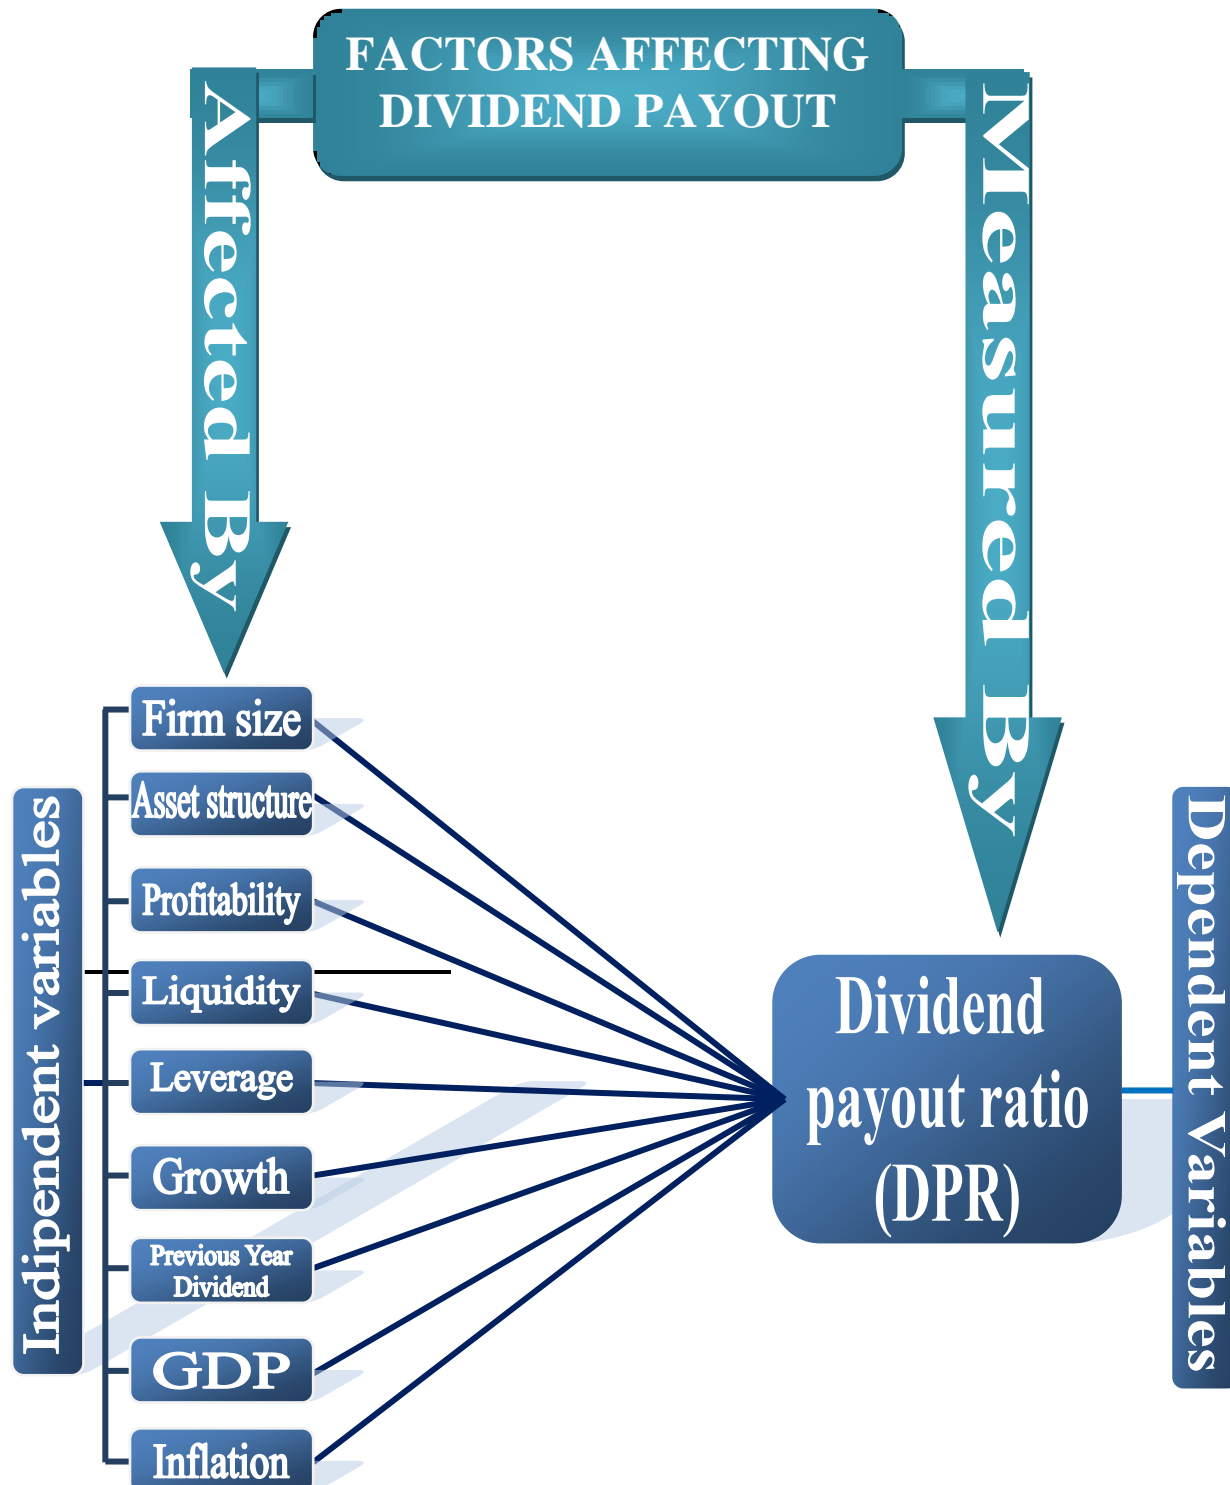 FACTORS AFFECTING
DIVIDEND PAYOUT
Affected By
Measured By
Indipendent variables
Firm size
Asset structure
Profitability
Liquidity
Leverage
Growth
Previous Year
Dividend
GDP
Inflation
Dividend
payout ratio
(DPR)
Dependent Variables